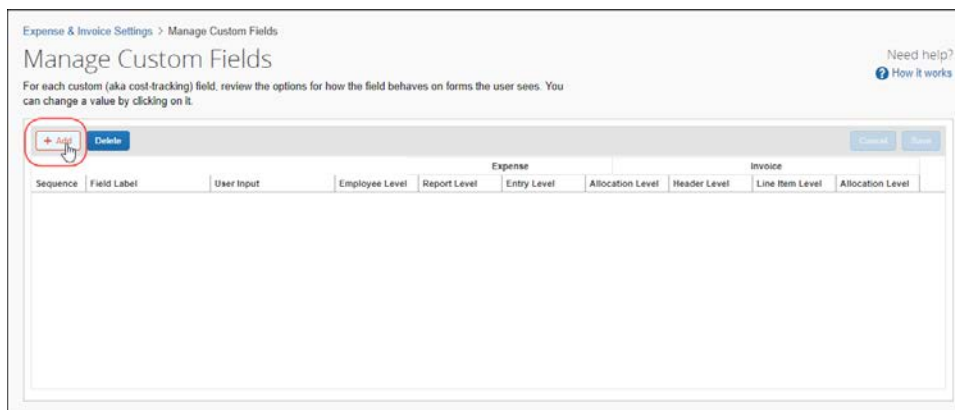 Expense & Invoice Settings > Manage Custom Fields
Manage Custom Fields
Need help?
How it works
For each custom (aka cost-tracking) field, review the options for how the field behaves on forms the user sees. You
can change a value by clicking on it.
+ Add Delete Cancel Save
Expense Invoice
Sequence Field Label User Input Employee Level Report Level Entry Level Allocation Level Header Level Line Item Level Allocation Level